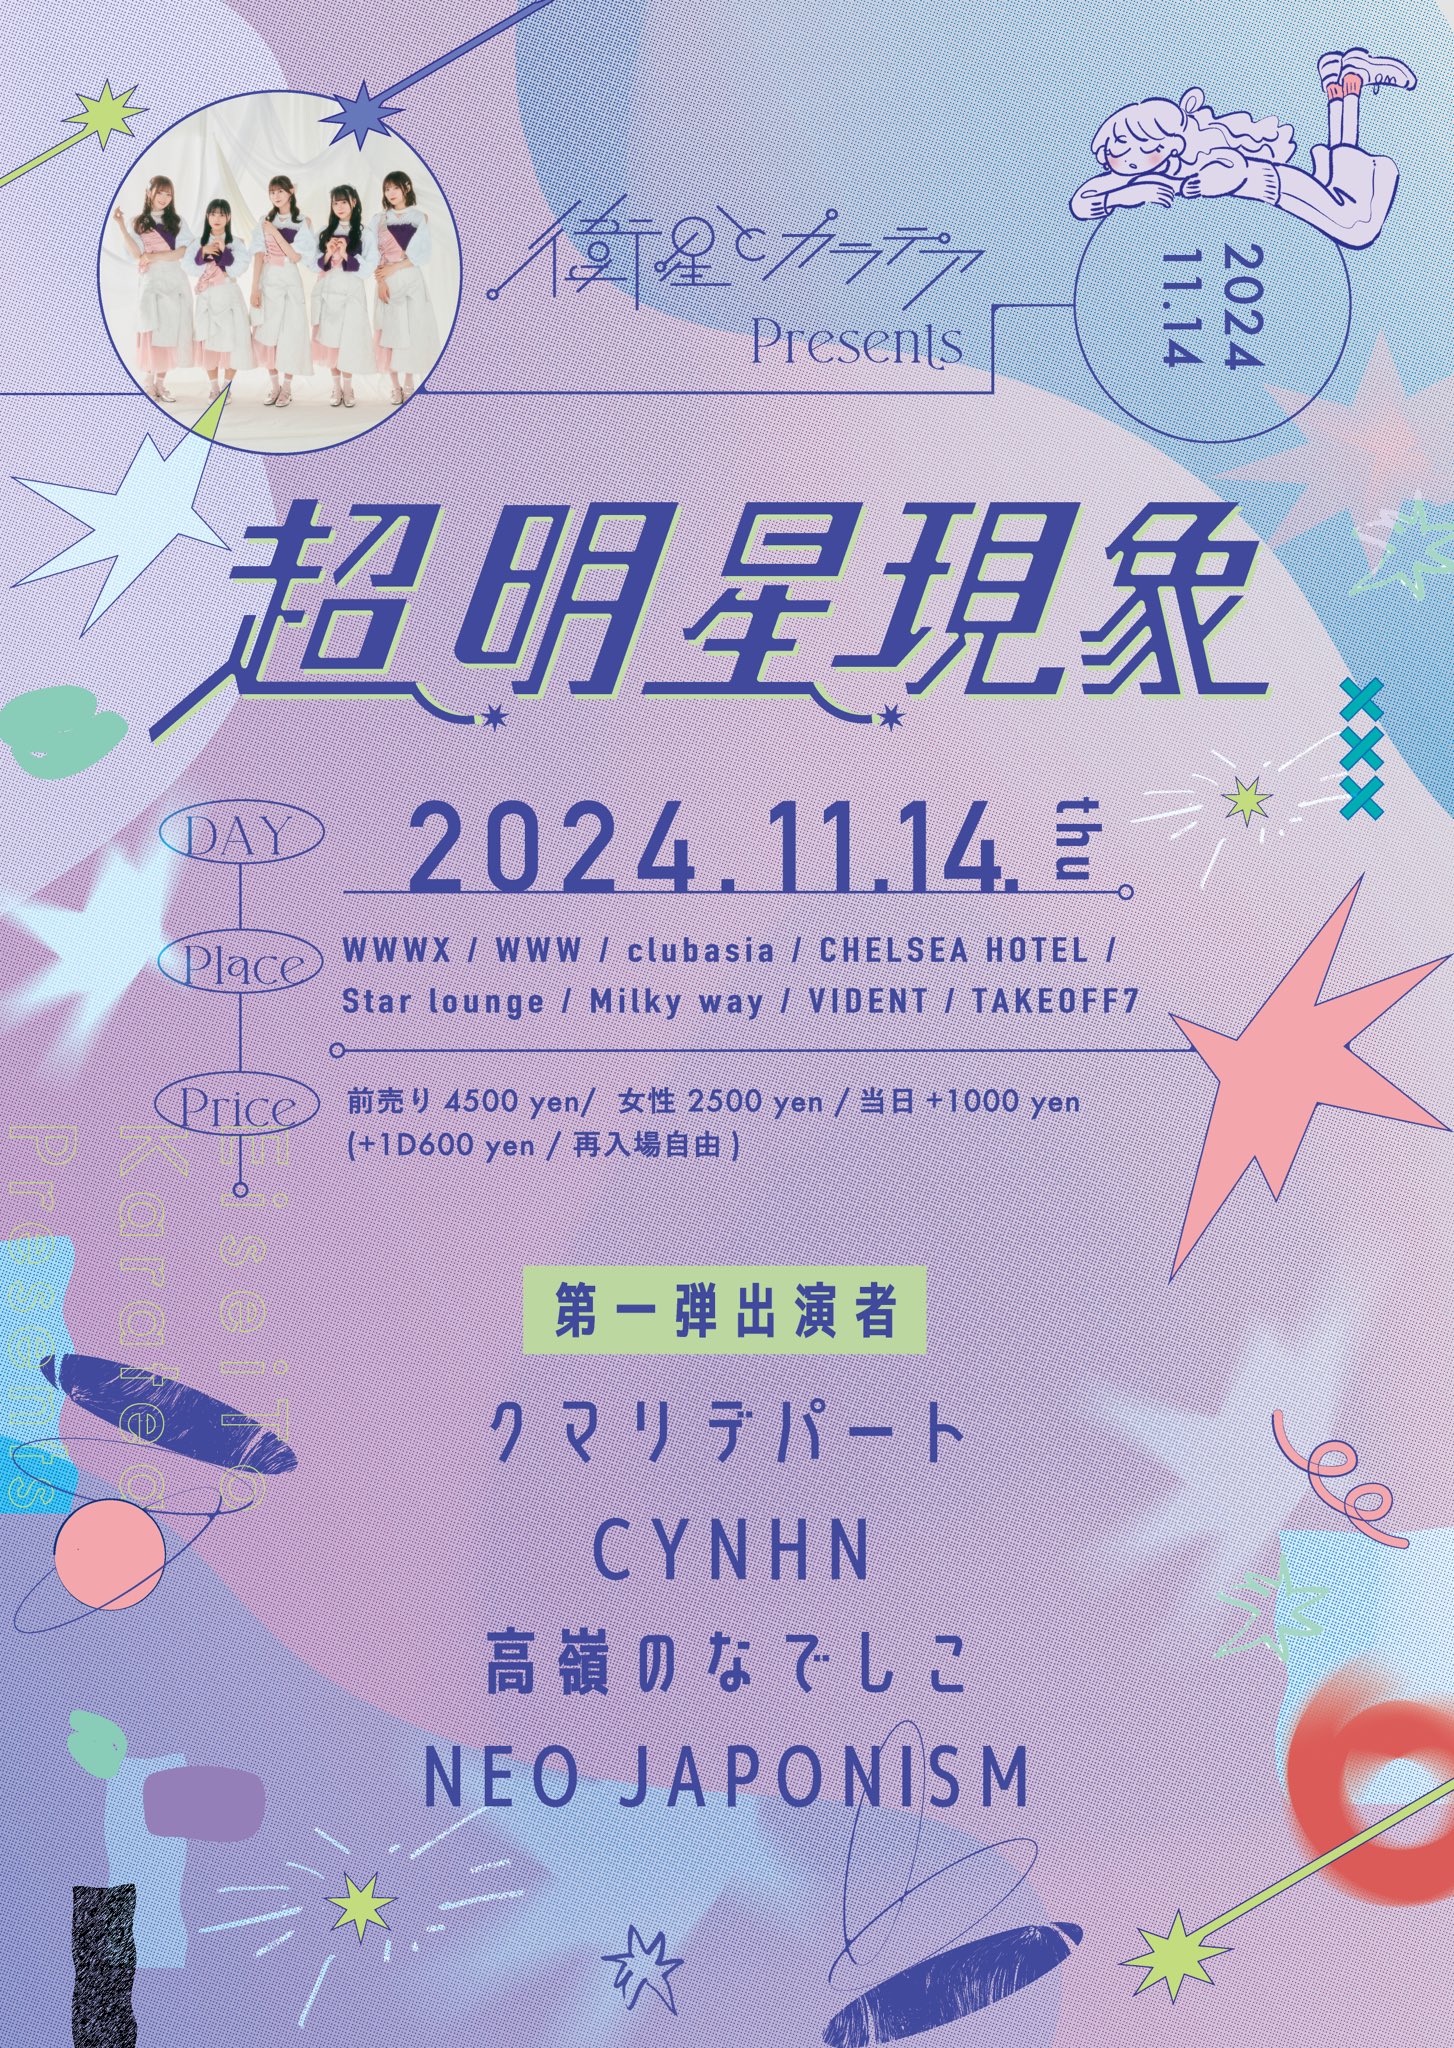 衛星とカラテア
Presents
2024
11.14
超明星現象
DAY
2024.11.14. thu
Place
WWWX / WWW / clubasia / CHELSEA HOTEL /
Star lounge / Milky way / VIDENT / TAKEOFF7
Price
前売り 4500 yen/ 女性 2500 yen / 当日 +1000 yen
(+1D600 yen / 再入場自由 )
EiseiTo
Karatea
Presents
第一弾出演者
クマリデパート
CYNHN
高嶺のなでしこ
NEO JAPONISM